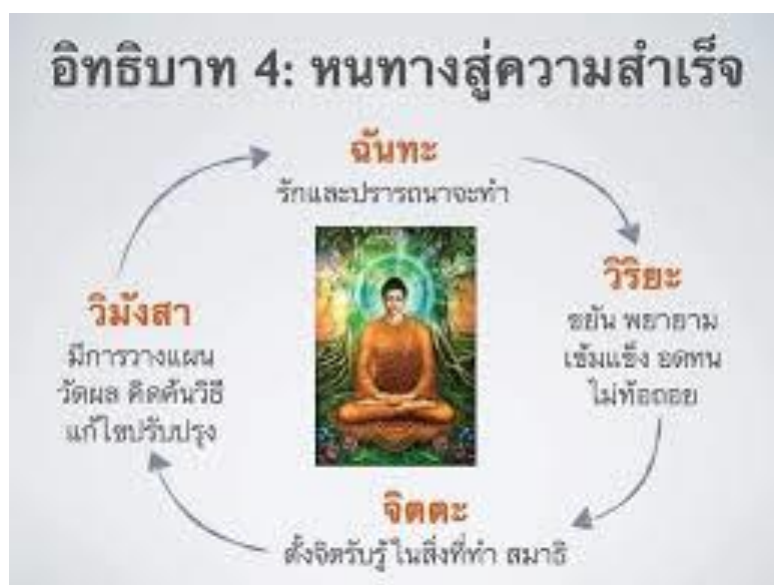 อิทธิบาท 4: หนทางสู่ความสำเร็จ
ฉันทะ
รักและปรารถนาจะทำ
วิริยะ
ขยัน พยายาม
เข้มแข็ง อดทน
ไม่ท้อถอย
จิตตะ
ตั้งจิตรับรู้ ในสิ่งที่ทำ สมาธิ
วิมังสา
มีการวางแผน
วัดผล คิดค้นวิธี
แก้ไขปรับปรุง